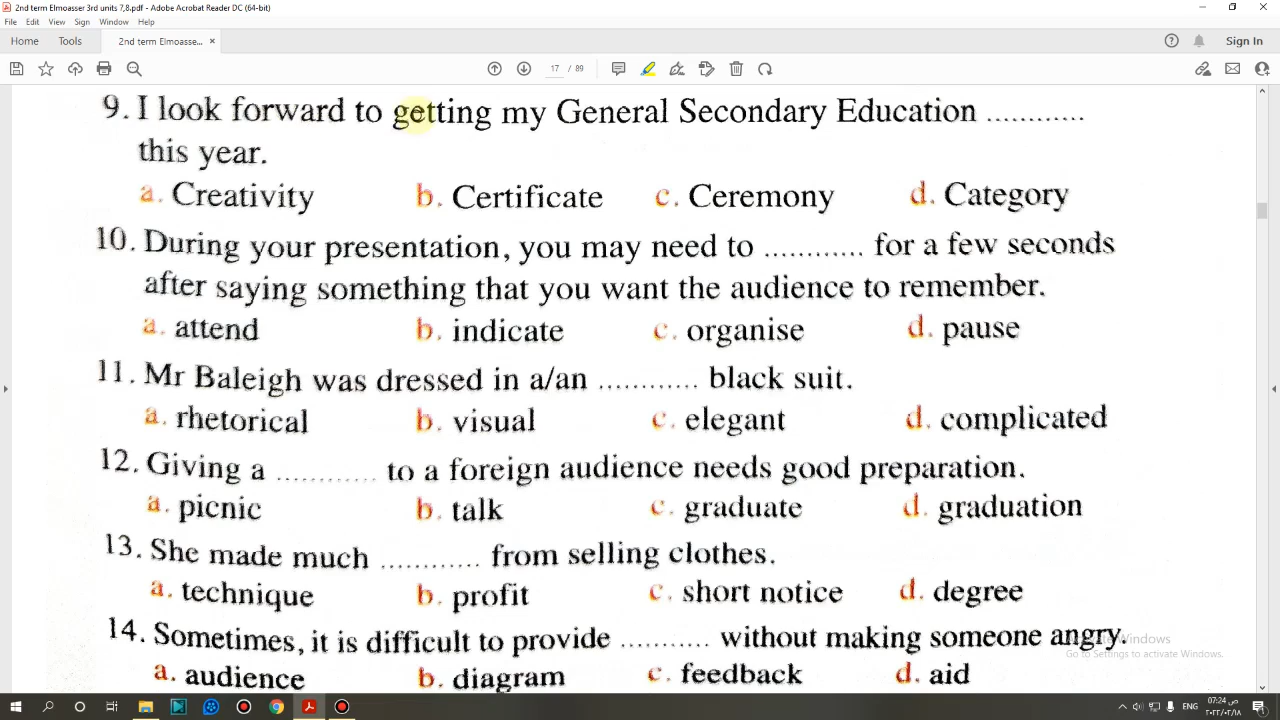 2nd term Elmoasser 3rd units 7,8.pdf - Adobe Acrobat Reader DC (64-bit)
File Edit View Sign Window Help
Home Tools 2nd term Elmoasse... × Sign In
17 / 89
9. I look forward to getting my General Secondary Education ............
this year.
a. Creativity b. Certificate c. Ceremony d. Category
10. During your presentation, you may need to ............ for a few seconds
after saying something that you want the audience to remember.
a. attend b. indicate c. organise d. pause
11. Mr Baleigh was dressed in a/an ............ black suit.
a. rhetorical b. visual c. elegant d. complicated
12. Giving a ............ to a foreign audience needs good preparation.
a. picnic b. talk c. graduate d. graduation
13. She made much ............ from selling clothes.
a. technique b. profit c. short notice d. degree
14. Sometimes, it is difficult to provide ........... without making someone angry.
a. audience b. diagram c. feedback d. aid
Windows
Go to Settings to activate Windows.
ENG
07:24 ص
٢٠٢٢/٠٢/١٨